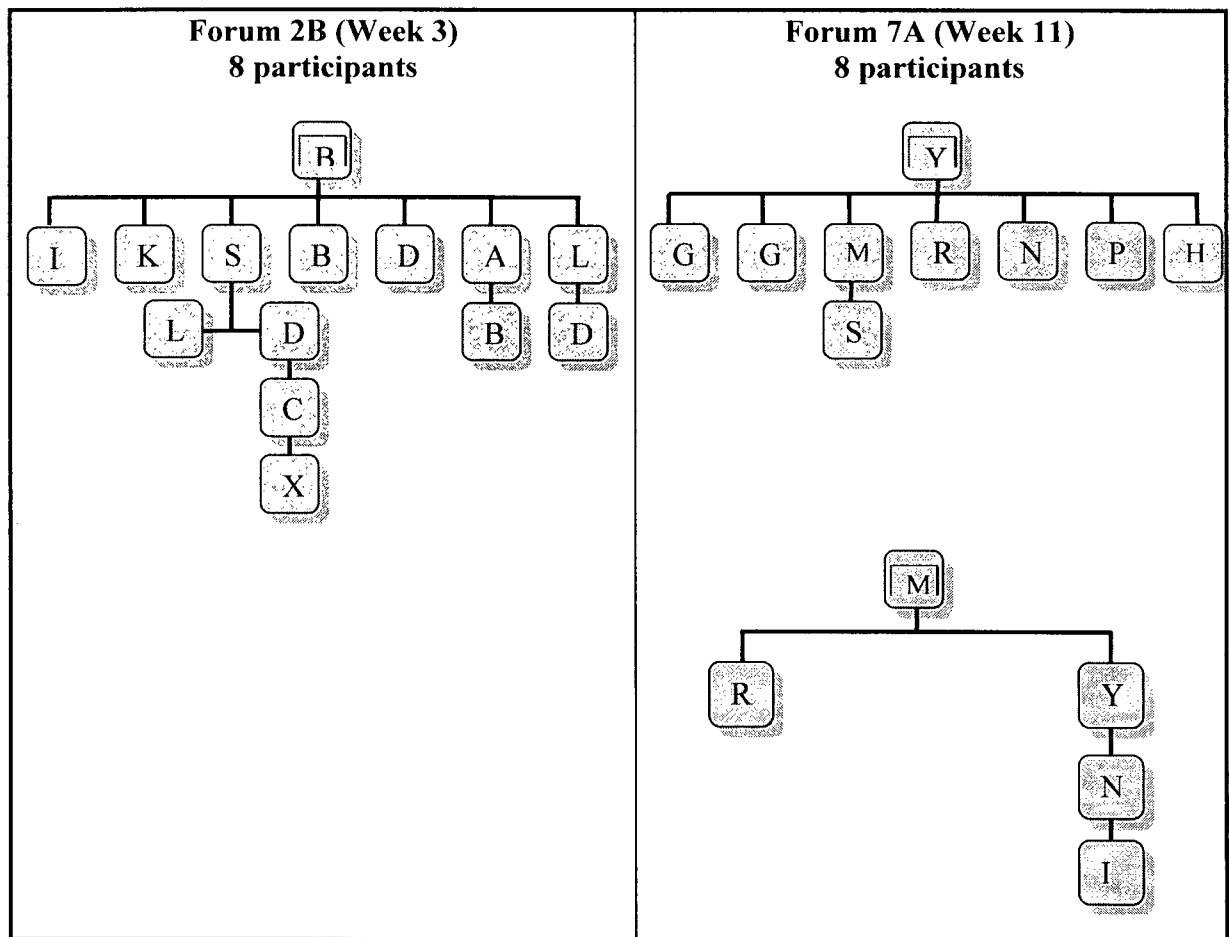 Forum 2B (Week 3)
8 participants
B
I K S B D A L
L D B D
C
X
Forum 7A (Week 11)
8 participants
Y
G G M R N P H
S
M
R Y
N
I